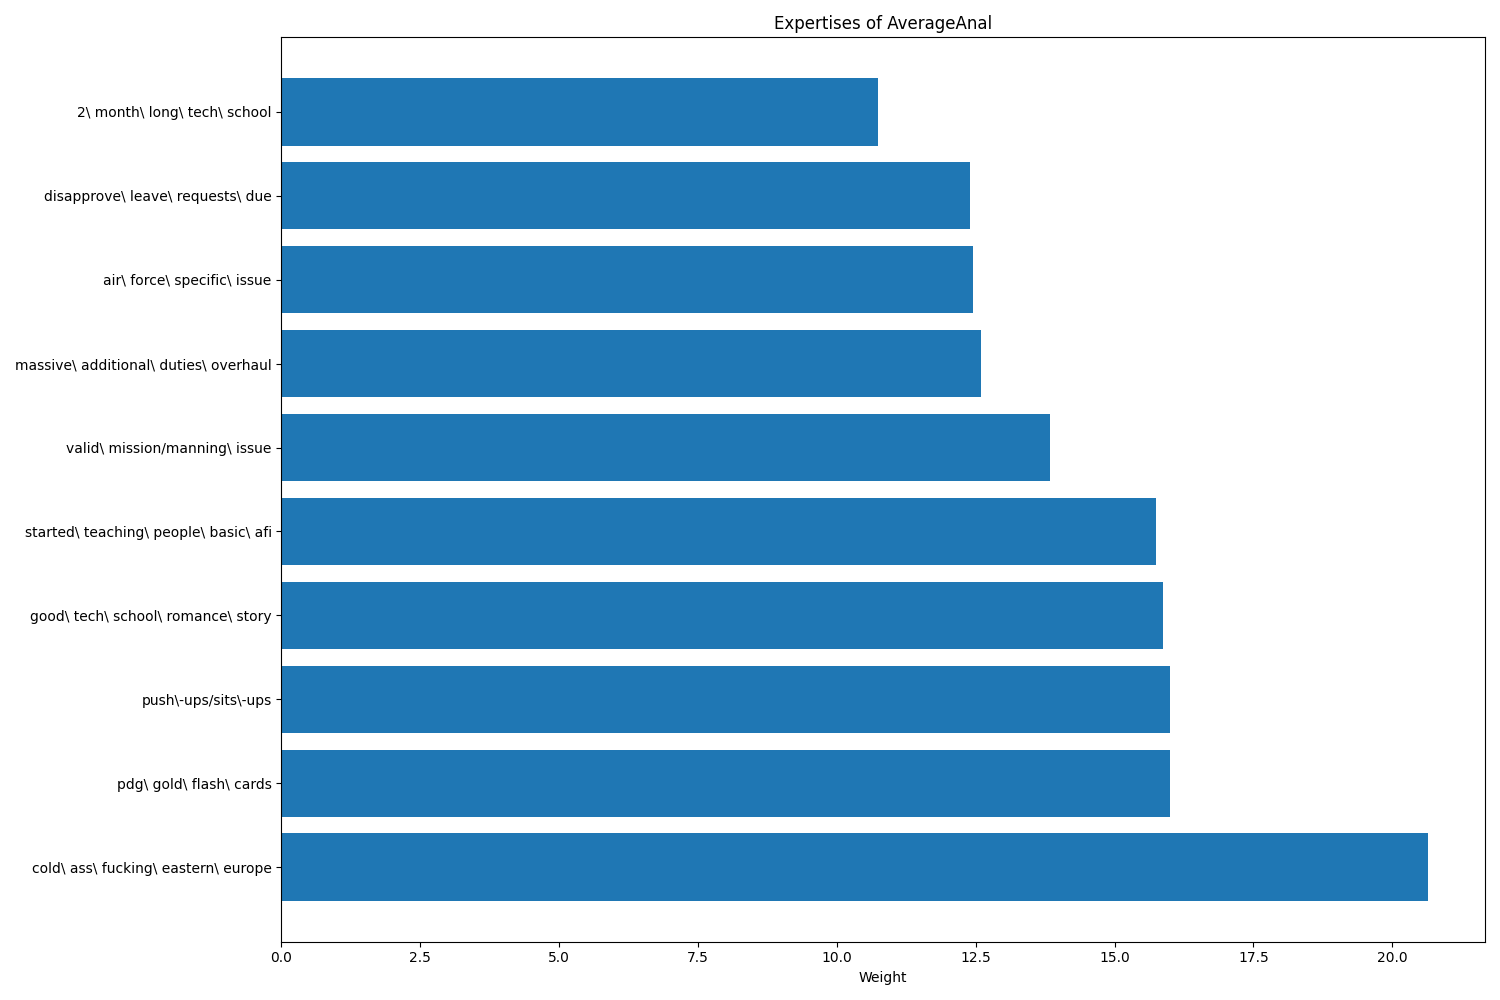 Expertises of AverageAnal
2\ month\ long\ tech\ school
disapprove\ leave\ requests\ due
air\ force\ specific\ issue
massive\ additional\ duties\ overhaul
valid\ mission/manning\ issue
started\ teaching\ people\ basic\ afi
good\ tech\ school\ romance\ story
push\-ups/sits\-ups
pdg\ gold\ flash\ cards
cold\ ass\ fucking\ eastern\ europe
0.0 2.5 5.0 7.5 10.0 12.5 15.0 17.5 20.0
Weight